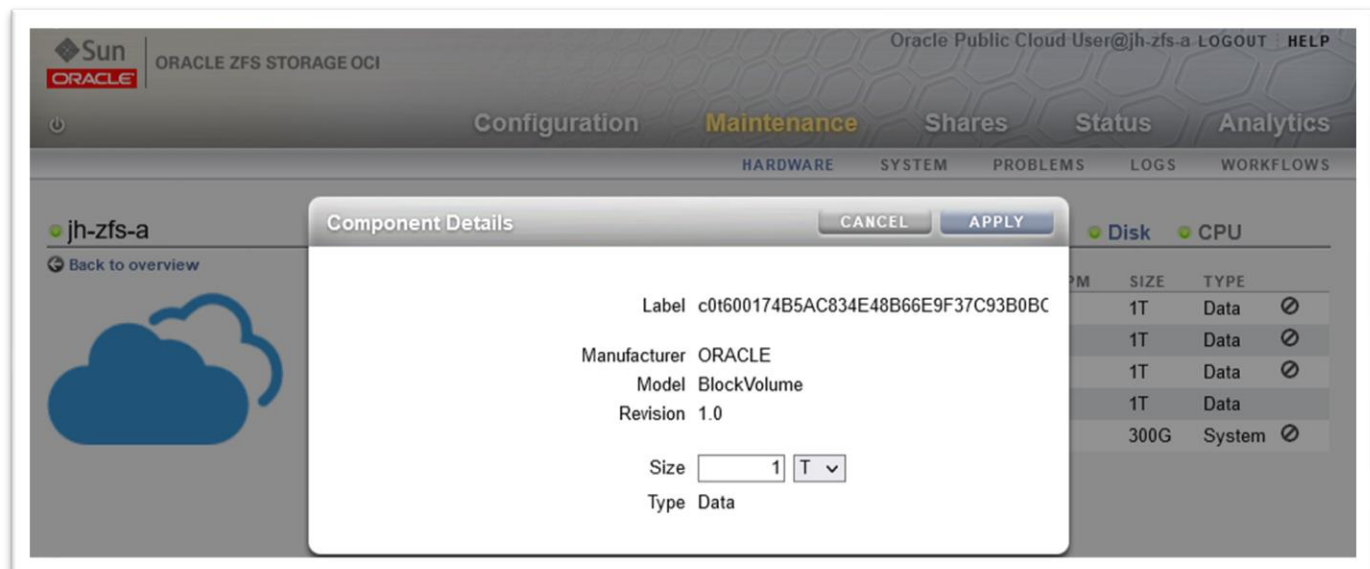 Sun
ORACLE
ORACLE ZFS STORAGE OCI
Oracle Public Cloud User@jh-zfs-a LOGOUT HELP
Configuration Maintenance Shares Status Analytics
HARDWARE SYSTEM PROBLEMS LOGS WORKFLOWS
jh-zfs-a
Back to overview
Component Details CANCEL APPLY
Label c0t600174B5AC834E48B66E9F37C93B0BC
Manufacturer ORACLE
Model BlockVolume
Revision 1.0
Size 1 T
Type Data
Disk CPU
PM SIZE TYPE
1T Data
1T Data
1T Data
1T Data
300G System